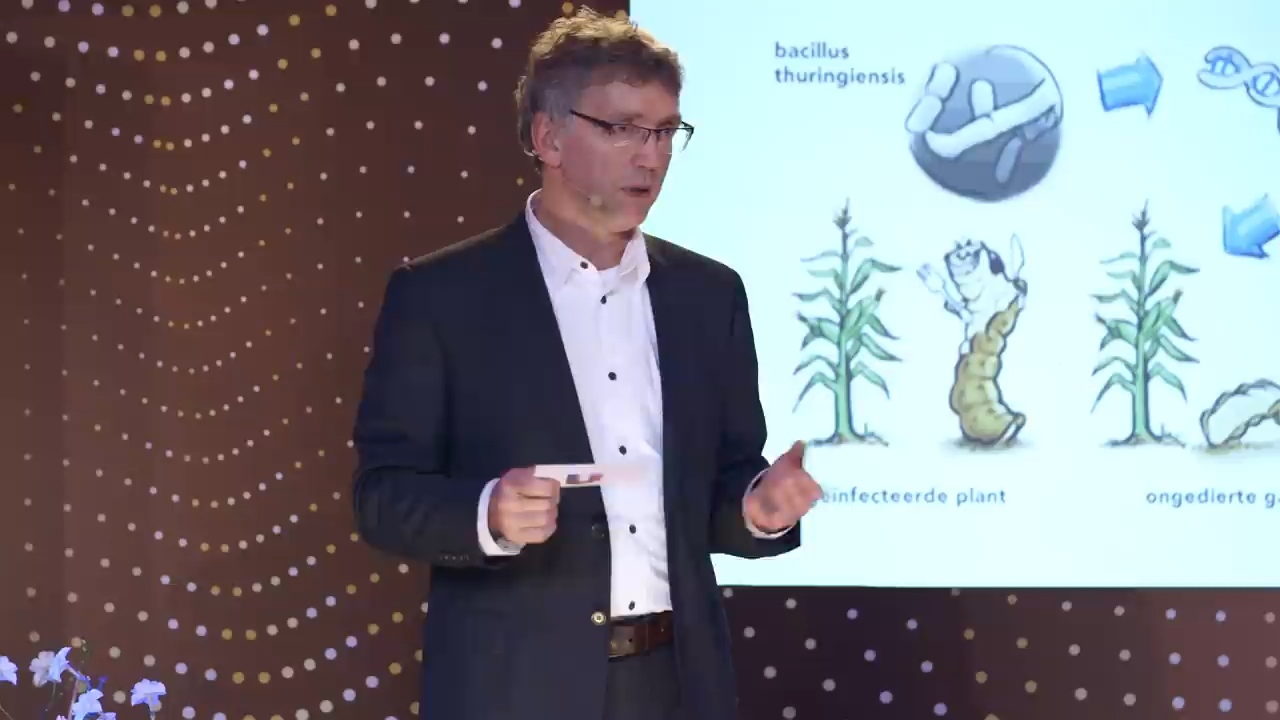 bacillus
thuringiensis
einfecteerde plant
ongedierte g